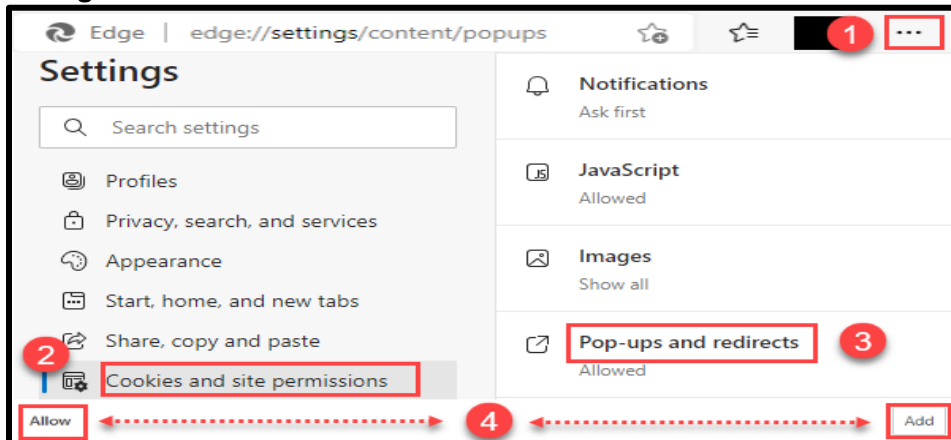 Edge | edge://settings/content/popups 1 ...
Settings
Search settings
Profiles
Privacy, search, and services
Appearance
Start, home, and new tabs
Share, copy and paste
2
Cookies and site permissions
Notifications
Ask first
JS JavaScript
Allowed
Images
Show all
Pop-ups and redirects 3
Allowed
Allow 4 Add